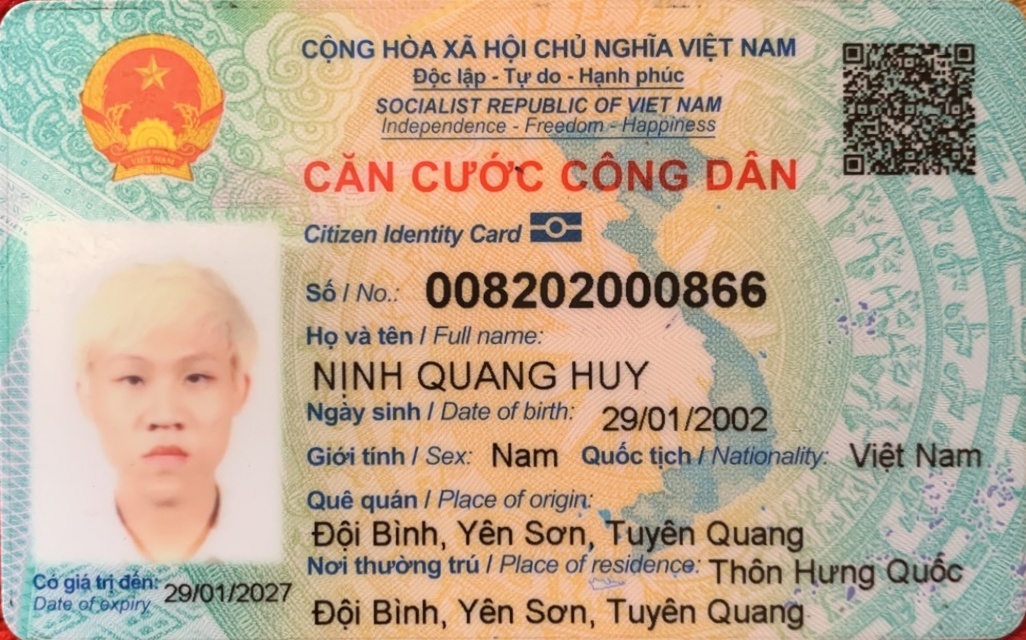 CỘNG HÒA XÃ HỘI CHỦ NGHĨA VIỆT NAM
Độc lập - Tự do - Hạnh phúc
SOCIALIST REPUBLIC OF VIET NAM
Independence - Freedom - Happiness
CĂN CƯỚC CÔNG DÂN
Citizen Identity Card
Số / No.: 008202000866
Họ và tên / Full name:
NỊNH QUANG HUY
Ngày sinh / Date of birth: 29/01/2002
Giới tính / Sex: Nam Quốc tịch / Nationality: Việt Nam
Quê quán / Place of origin:
Đội Bình, Yên Sơn, Tuyên Quang
Nơi thường trú / Place of residence: Thôn Hưng Quốc
Đội Bình, Yên Sơn, Tuyên Quang
Có giá trị đến: 29/01/2027
Date of expiry
VIỆT NAM